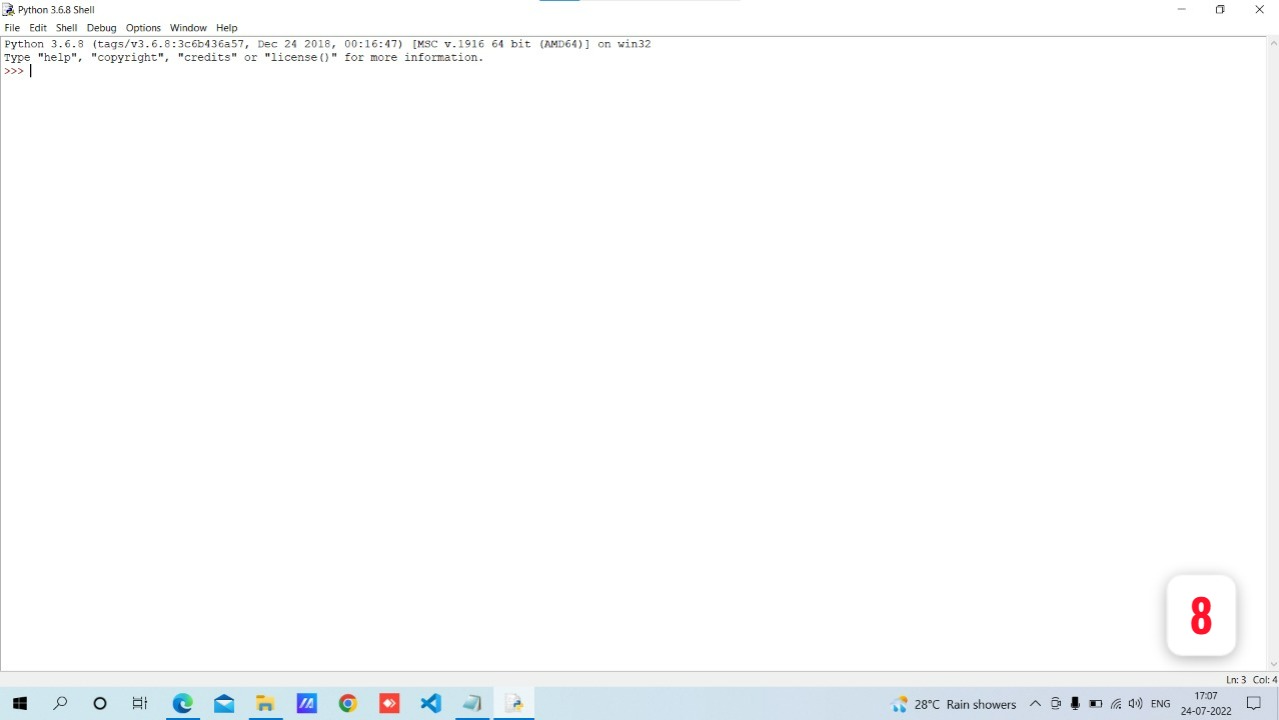 Python 3.6.8 Shell
File Edit Shell Debug Options Window Help
Python 3.6.8 (tags/v3.6.8:3c6b436a57, Dec 24 2018, 00:16:47) [MSC v.1916 64 bit (AMD64)] on win32
Type "help", "copyright", "credits" or "license()" for more information.
>>>
8
Ln: 3 Col: 4
28°C Rain showers ENG 17:07
24-07-2022